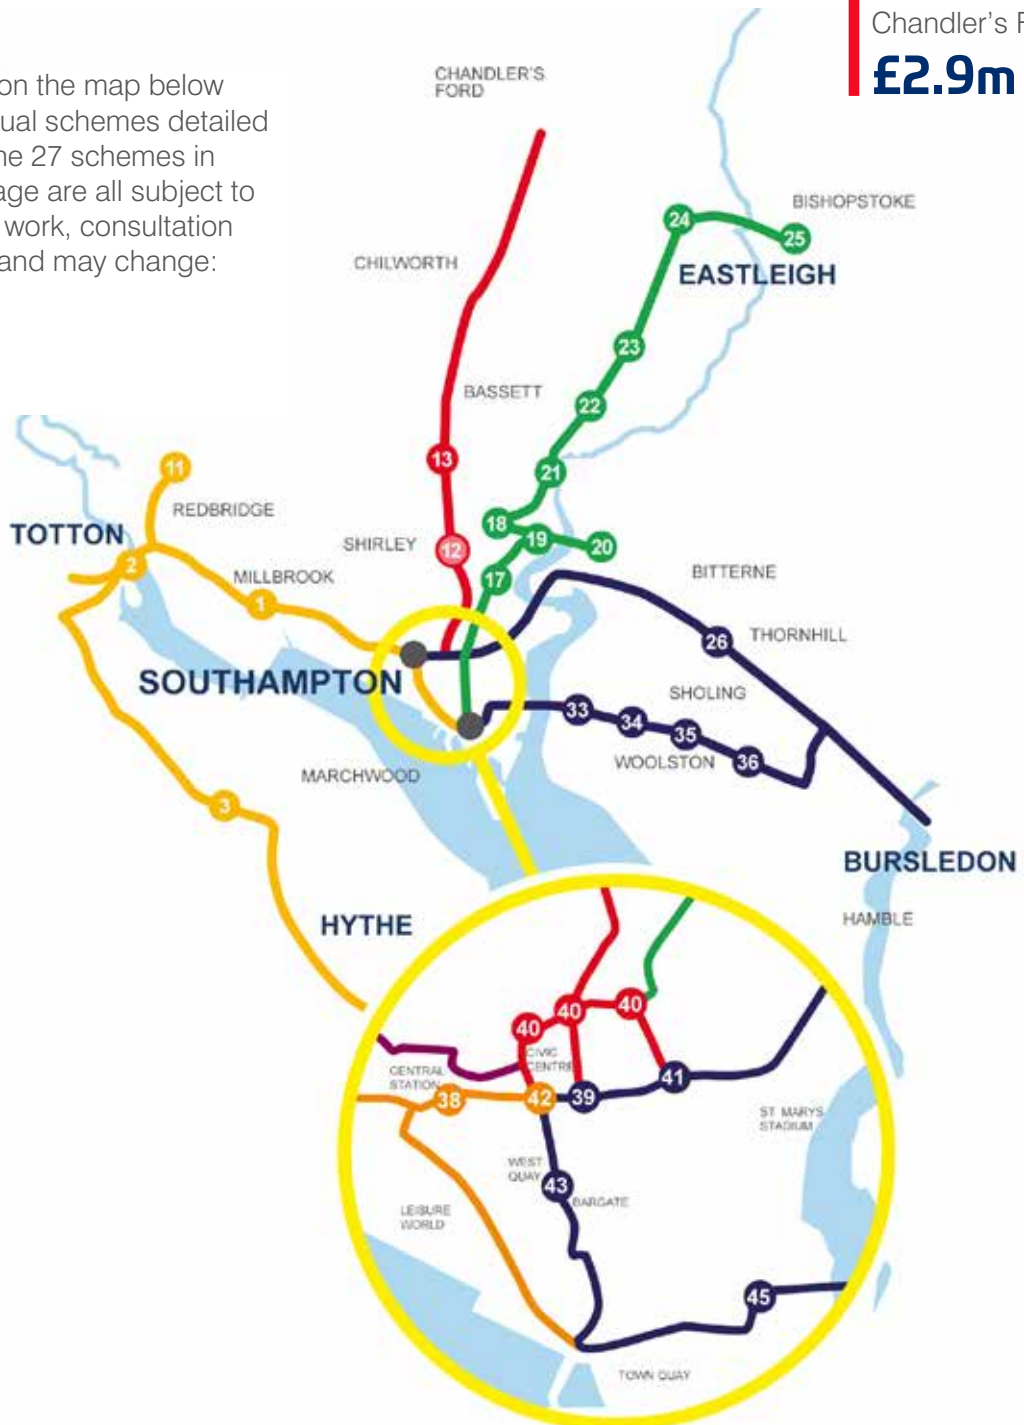 Chandler's F
£2.9m
on the map below
ual schemes detailed
ne 27 schemes in
age are all subject to
work, consultation
and may change:
CHANDLER'S
FORD
BISHOPSTOKE
24
25
EASTLEIGH
CHILWORTH
23
BASSETT
22
13
11
21
REDBRIDGE
18
TOTTON
19
SHIRLEY
12
20
2
MILLBROOK
17
BITTERNE
1
26
THORNHILL
SOUTHAMPTON
SHOLING
33
34
35
WOOLSTON
36
MARCHWOOD
3
BURSLEDON
HYTHE
HAMBLE
40
40
40
CIVIC
CENTRE
CENTRAL
STATION
41
38
42
39
ST MARYS
STADIUM
WEST
QUAY
43
BARGATE
LEISURE
WORLD
45
TOWN QUAY